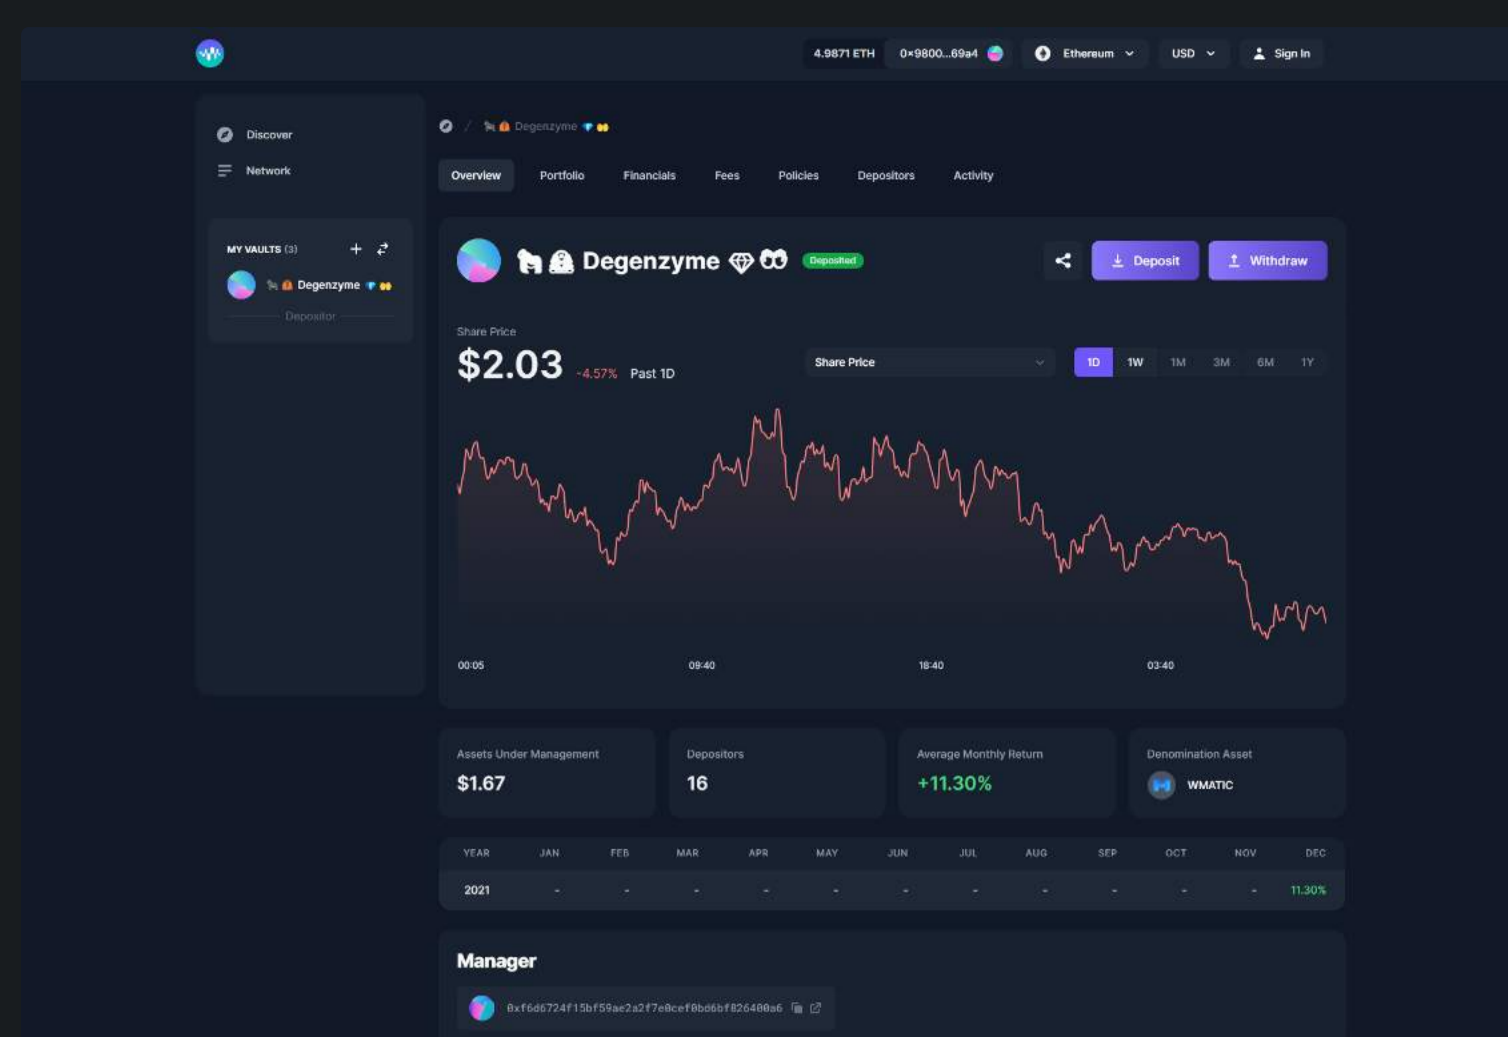 4.9871 ETH 0×9800...69a4 Ethereum USD Sign In
Discover
Network
MY VAULTS (3)
Degenzyme
Depositor
/ Degenzyme
Overview Portfolio Financials Fees Policies Depositors Activity
Degenzyme Deposited Deposit Withdraw
Share Price
$2.03 -4.57% Past 1D
Share Price 1D 1W 1M 3M 6M 1Y
00:05 09:40 18:40 03:40
Assets Under Management Depositors Average Monthly Return Denomination Asset
$1.67 16 +11.30% WMATIC
YEAR JAN FEB MAR APR MAY JUN JUL AUG SEP OCT NOV DEC
2021 - - - - - - - - - - - 11.30%
Manager
0xf6d6724f15bf59ae2a2f7e0cef0bd6bf826400a6